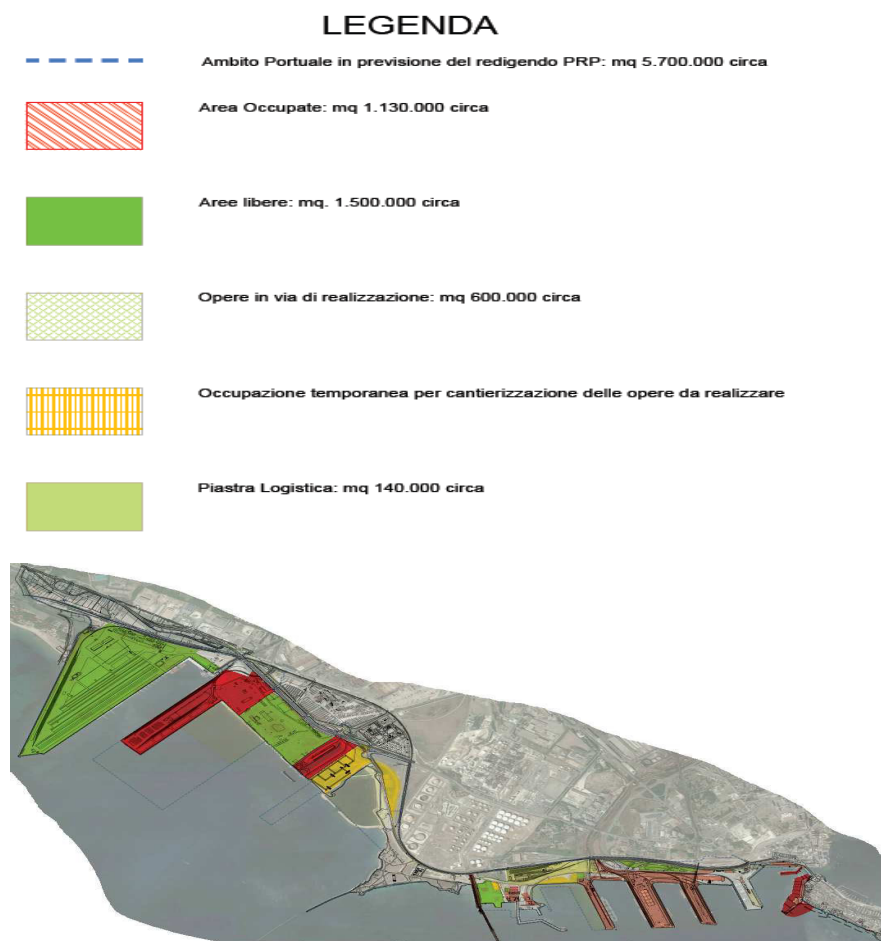 LEGENDA
Ambito Portuale in previsione del redigendo PRP: mq 5.700.000 circa
Area Occupate: mq 1.130.000 circa
Aree libere: mq. 1.500.000 circa
Opere in via di realizzazione: mq 600.000 circa
Occupazione temporanea per cantierizzazione delle opere da realizzare
Piastra Logistica: mq 140.000 circa